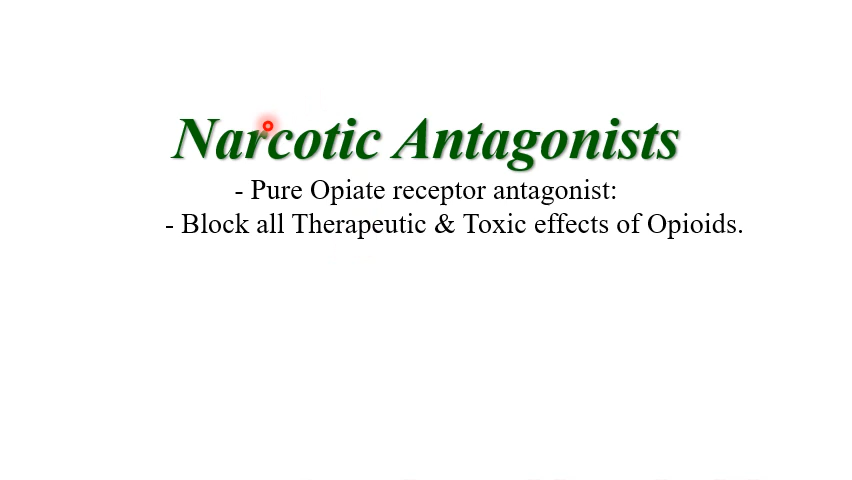 Narcotic Antagonists
- Pure Opiate receptor antagonist:
- Block all Therapeutic & Toxic effects of Opioids.